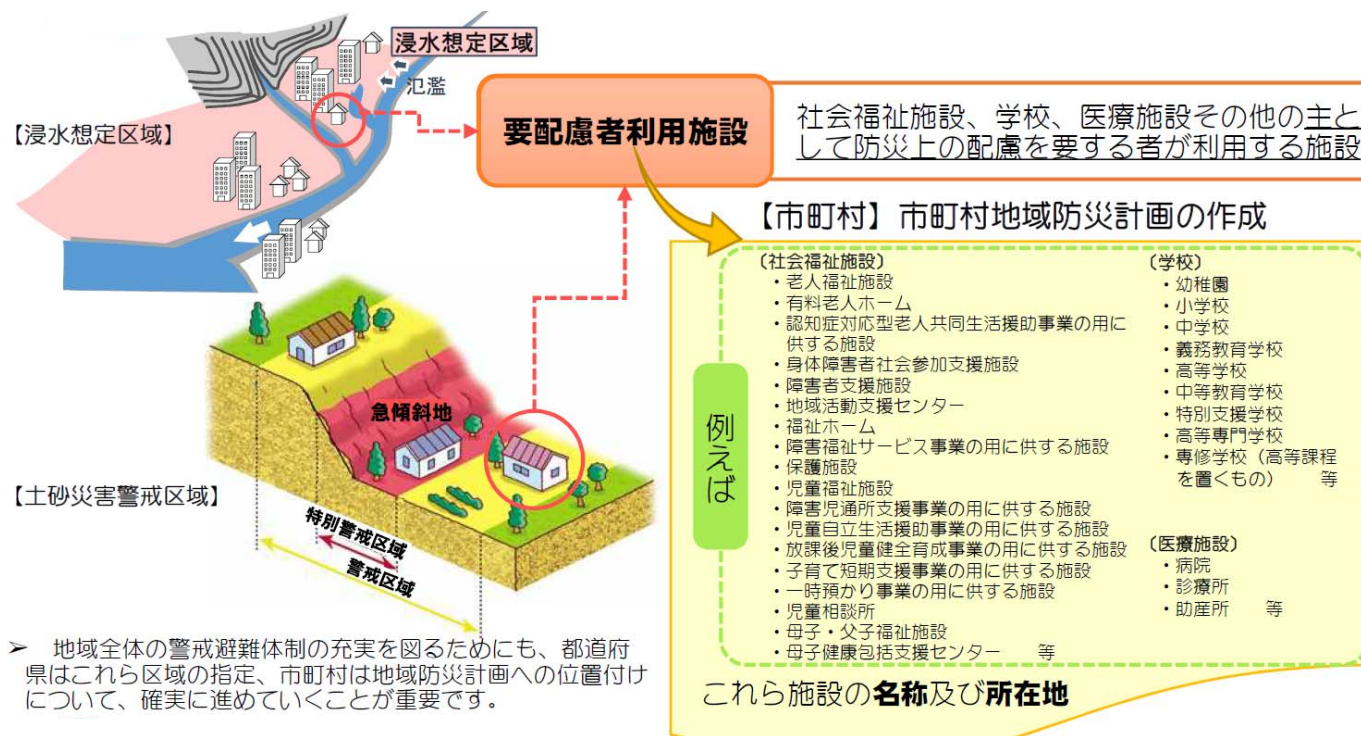 浸水想定区域
氾濫
【浸水想定区域】
要配慮者利用施設
社会福祉施設、学校、医療施設その他の主と
して防災上の配慮を要する者が利用する施設
【市町村】市町村地域防災計画の作成
例えば
(社会福祉施設)
・老人福祉施設
・有料老人ホーム
・認知症対応型老人共同生活援助事業の用に
供する施設
・身体障害者社会参加支援施設
・障害者支援施設
・地域活動支援センター
・福祉ホーム
・障害福祉サービス事業の用に供する施設
・保護施設
・児童福祉施設
・障害児通所支援事業の用に供する施設
・児童自立生活援助事業の用に供する施設
・放課後児童健全育成事業の用に供する施設
・子育て短期支援事業の用に供する施設
・一時預かり事業の用に供する施設
・児童相談所
・母子・父子福祉施設
・母子健康包括支援センター 等
(学校)
・幼稚園
・小学校
・中学校
・義務教育学校
・高等学校
・中等教育学校
・特別支援学校
・高等専門学校
・専修学校(高等課程
を置くもの) 等
(医療施設)
・病院
・診療所
・助産所 等
これら施設の名称及び所在地
急傾斜地
【土砂災害警戒区域】
特別警戒区域
警戒区域
➢ 地域全体の警戒避難体制の充実を図るためにも、都道府
県はこれら区域の指定、市町村は地域防災計画への位置付け
について、確実に進めていくことが重要です。